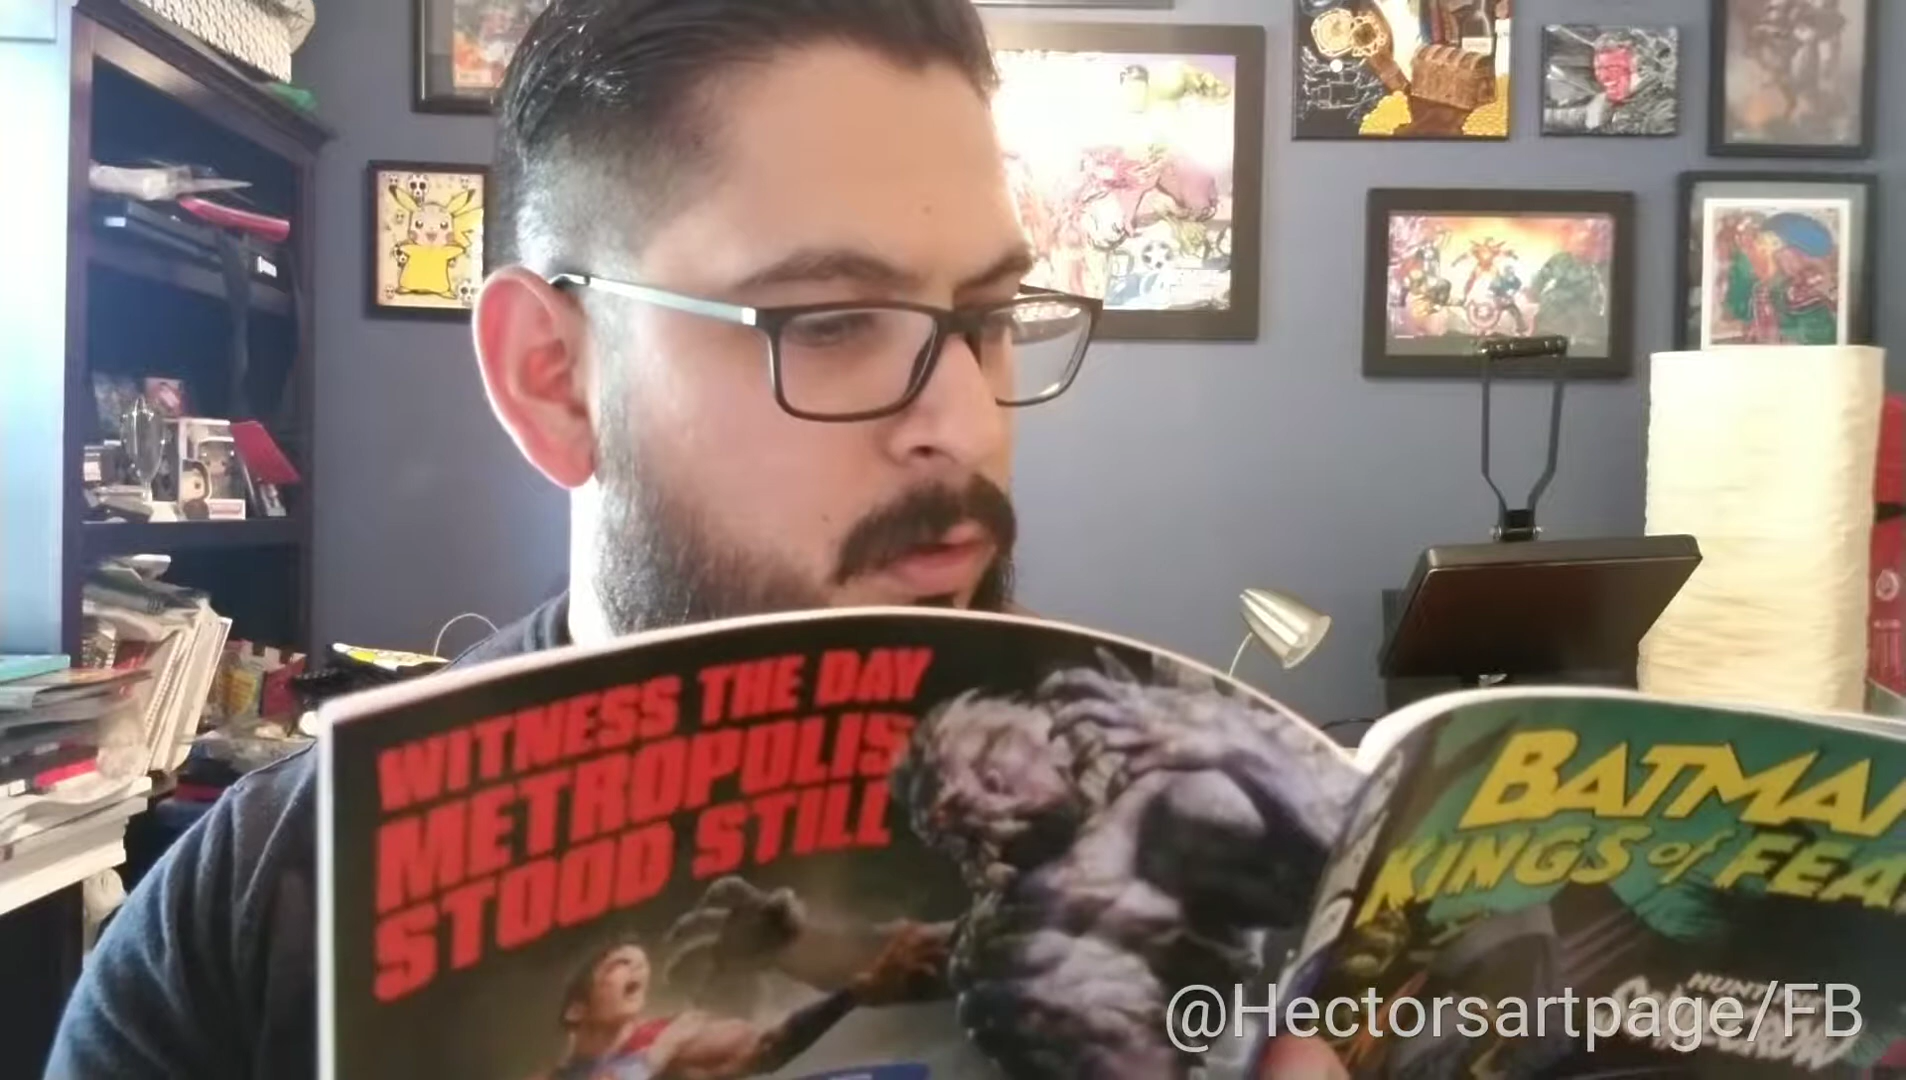 WITNESS THE DAY
METROPOLIS
STOOD STILL
BATMAN
KINGS of FEAR
@Hectorsartpage/FB